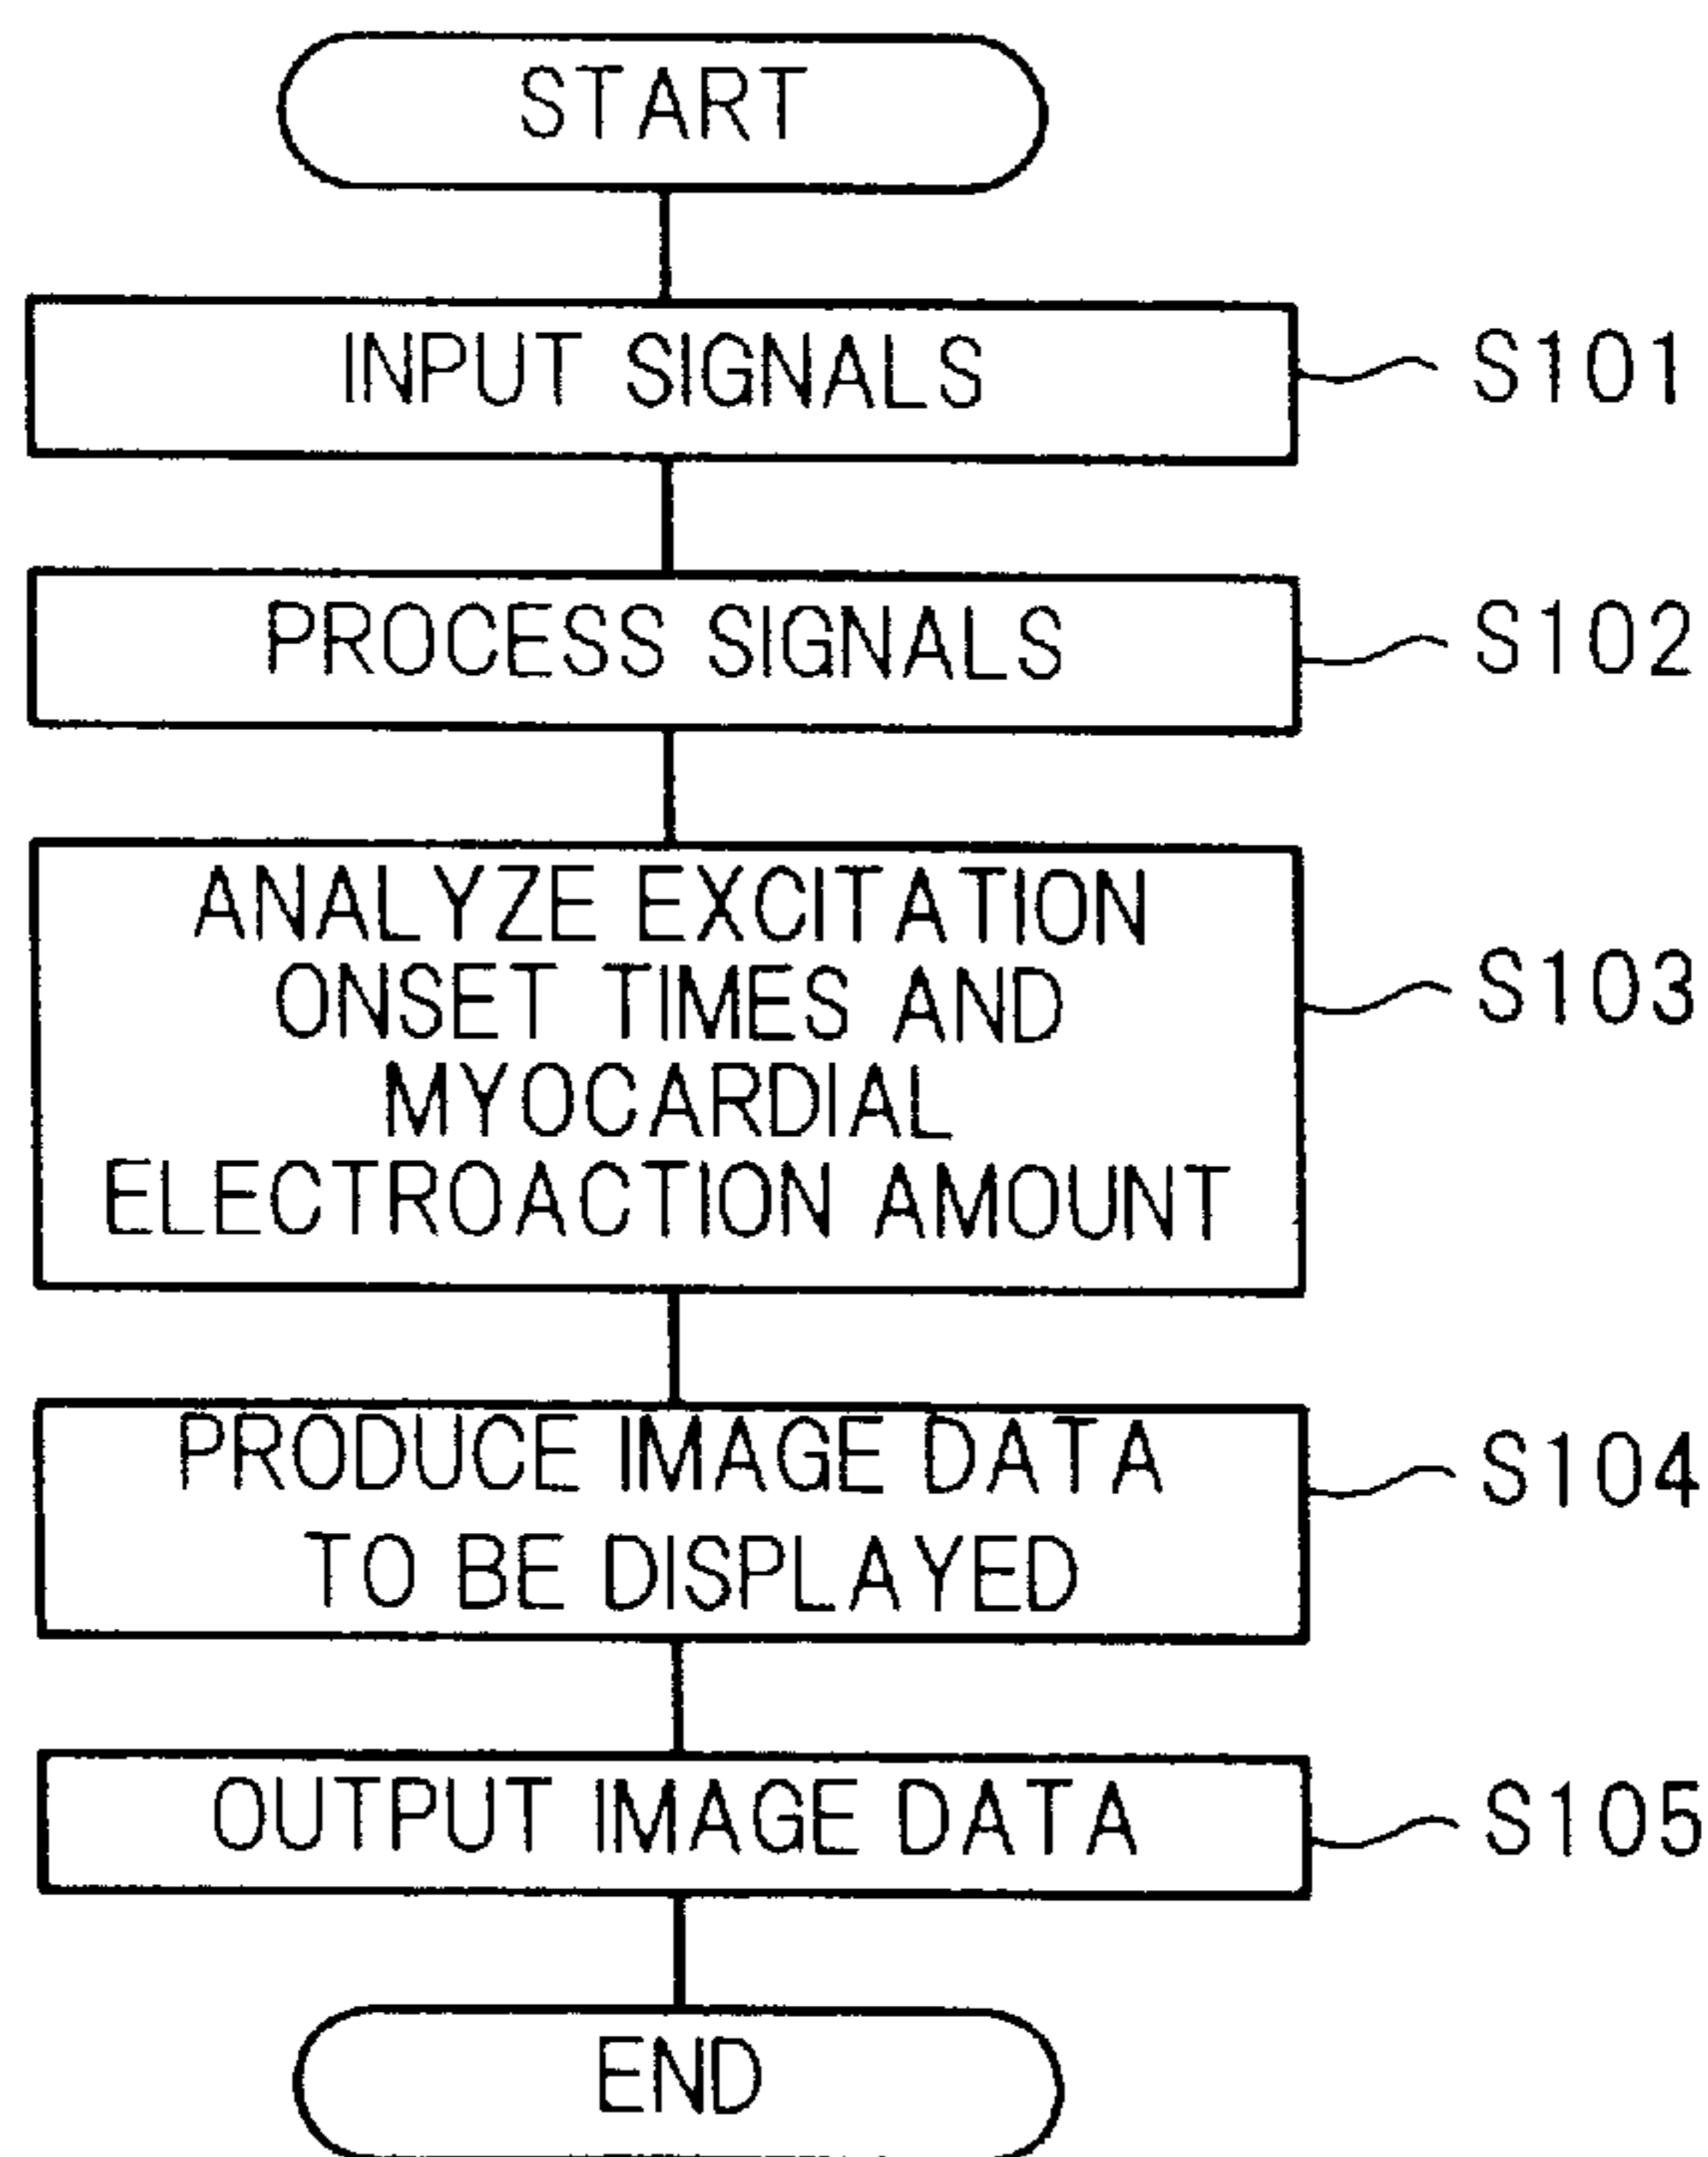 START
INPUT SIGNALS
S101
PROCESS SIGNALS
S102
ANALYZE EXCITATION
ONSET TIMES AND
MYOCARDIAL
ELECTROACTION AMOUNT
S103
PRODUCE IMAGE DATA
TO BE DISPLAYED
S104
OUTPUT IMAGE DATA
S105
END